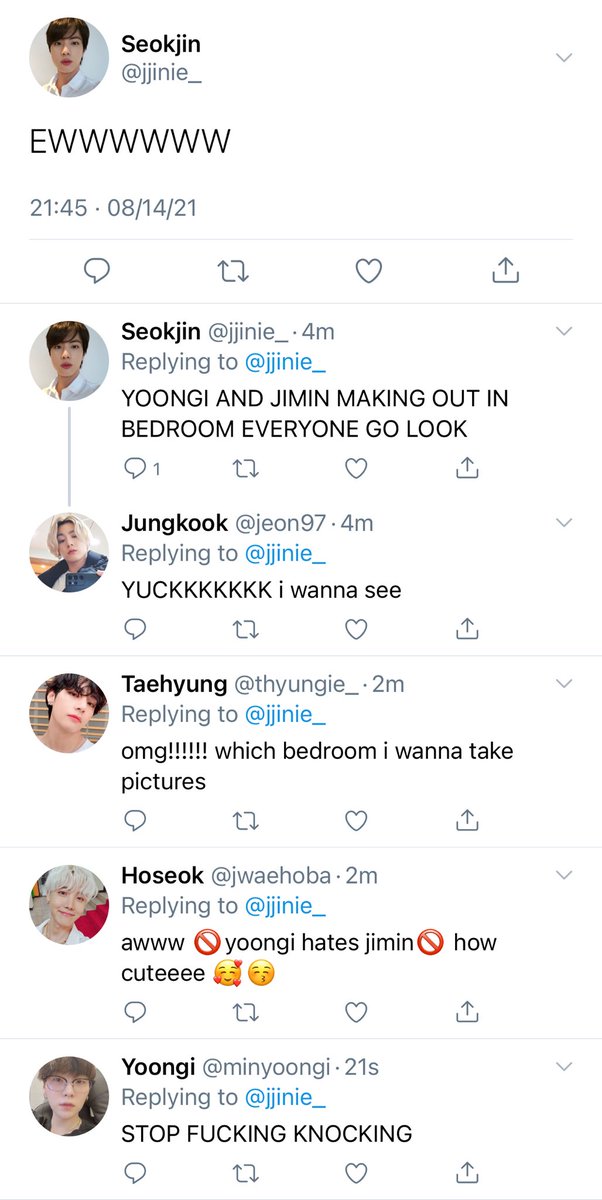 Seokjin
@jjinie_
EWWWWWW
21:45 · 08/14/21
Seokjin @jjinie_ · 4m
Replying to @jjinie_
YOONGI AND JIMIN MAKING OUT IN
BEDROOM EVERYONE GO LOOK
1
Jungkook @jeon97 · 4m
Replying to @jjinie_
YUCKKKKKKK i wanna see
Taehyung @thyungie_ · 2m
Replying to @jjinie_
omg!!!!!! which bedroom i wanna take
pictures
Hoseok @jwaehoba · 2m
Replying to @jjinie_
awww 🚫yoongi hates jimin🚫 how
cuteeee 🥰😚
Yoongi @minyoongi · 21s
Replying to @jjinie_
STOP FUCKING KNOCKING